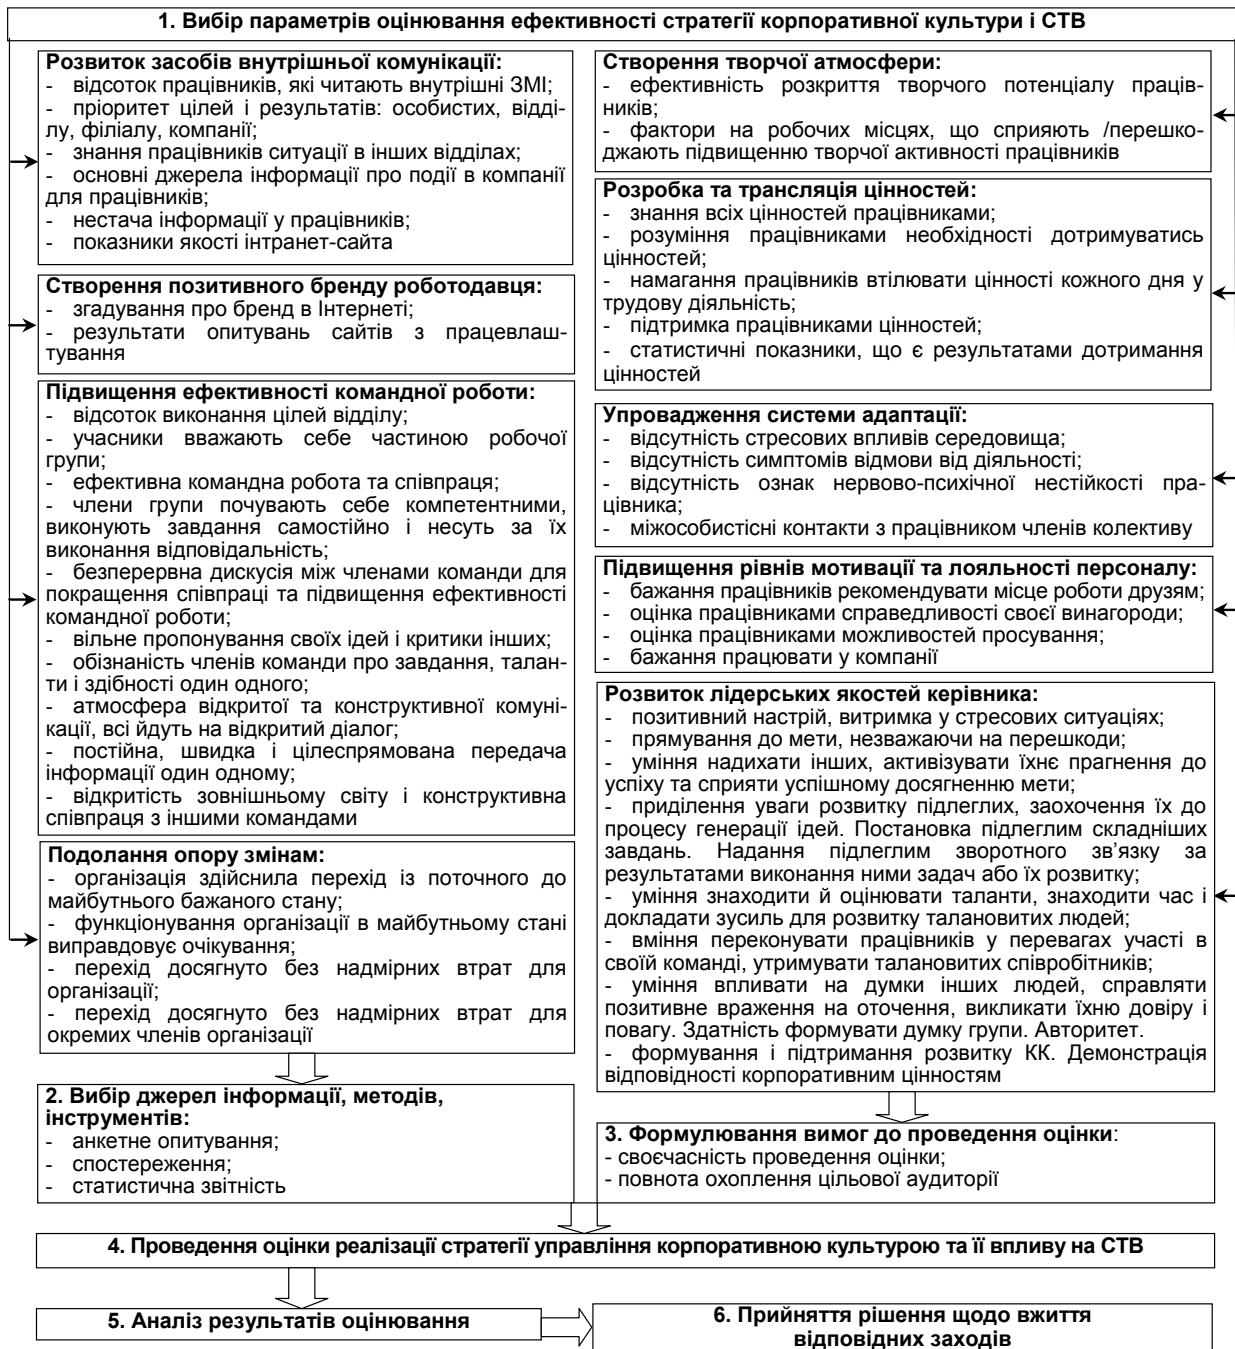 1. Вибір параметрів оцінювання ефективності стратегії корпоративної культури і СТВ
Розвиток засобів внутрішньої комунікації:
- відсоток працівників, які читають внутрішні ЗМІ;
- пріоритет цілей і результатів: особистих, відді-
лу, філіалу, компанії;
- знання працівників ситуації в інших відділах;
- основні джерела інформації про події в компанії
для працівників;
- нестача інформації у працівників;
- показники якості інтранет-сайта
Створення позитивного бренду роботодавця:
- згадування про бренд в Інтернеті;
- результати опитувань сайтів з працевлаш-
тування
Підвищення ефективності командної роботи:
- відсоток виконання цілей відділу;
- учасники вважають себе частиною робочої
групи;
- ефективна командна робота та співпраця;
- члени групи почувають себе компетентними,
виконують завдання самостійно і несуть за їх
виконання відповідальність;
- безперервна дискусія між членами команди для
покращення співпраці та підвищення ефективності
командної роботи;
- вільне пропонування своїх ідей і критики інших;
- обізнаність членів команди про завдання, талан-
ти і здібності один одного;
- атмосфера відкритої та конструктивної комуні-
кації, всі йдуть на відкритий діалог;
- постійна, швидка і цілеспрямована передача
інформації один одному;
- відкритість зовнішньому світу і конструктивна
співпраця з іншими командами
Подолання опору змінам:
- організація здійснила перехід із поточного до
майбутнього бажаного стану;
- функціонування організації в майбутньому стані
виправдовує очікування;
- перехід досягнуто без надмірних втрат для
організації;
- перехід досягнуто без надмірних втрат для
окремих членів організації
Створення творчої атмосфери:
- ефективність розкриття творчого потенціалу праців-
ників;
- фактори на робочих місцях, що сприяють /перешко-
джають підвищенню творчої активності працівників
Розробка та трансляція цінностей:
- знання всіх цінностей працівниками;
- розуміння працівниками необхідності дотримуватись
цінностей;
- намагання працівників втілювати цінності кожного дня у
трудову діяльність;
- підтримка працівниками цінностей;
- статистичні показники, що є результатами дотримання
цінностей
Упровадження системи адаптації:
- відсутність стресових впливів середовища;
- відсутність симптомів відмови від діяльності;
- відсутність ознак нервово-психічної нестійкості пра-
цівника;
- міжособистісні контакти з працівником членів колективу
Підвищення рівнів мотивації та лояльності персоналу:
- бажання працівників рекомендувати місце роботи друзям;
- оцінка працівниками справедливості своєї винагороди;
- оцінка працівниками можливостей просування;
- бажання працювати у компанії
Розвиток лідерських якостей керівника:
- позитивний настрій, витримка у стресових ситуаціях;
- прямування до мети, незважаючи на перешкоди;
- уміння надихати інших, активізувати їхнє прагнення до
успіху та сприяти успішному досягненню мети;
- приділення уваги розвитку підлеглих, заохочення їх до
процесу генерації ідей. Постановка підлеглим складніших
завдань. Надання підлеглим зворотного зв’язку за
результатами виконання ними задач або їх розвитку;
- уміння знаходити й оцінювати таланти, знаходити час і
докладати зусиль для розвитку талановитих людей;
- вміння переконувати працівників у перевагах участі в
своїй команді, утримувати талановитих співробітників;
- уміння впливати на думки інших людей, справляти
позитивне враження на оточення, викликати їхню довіру і
повагу. Здатність формувати думку групи. Авторитет.
- формування і підтримання розвитку КК. Демонстрація
відповідності корпоративним цінностям
2. Вибір джерел інформації, методів,
інструментів:
- анкетне опитування;
- спостереження;
- статистична звітність
3. Формулювання вимог до проведення оцінки:
- своєчасність проведення оцінки;
- повнота охоплення цільової аудиторії
4. Проведення оцінки реалізації стратегії управління корпоративною культурою та її впливу на СТВ
5. Аналіз результатів оцінювання
6. Прийняття рішення щодо вжиття
відповідних заходів